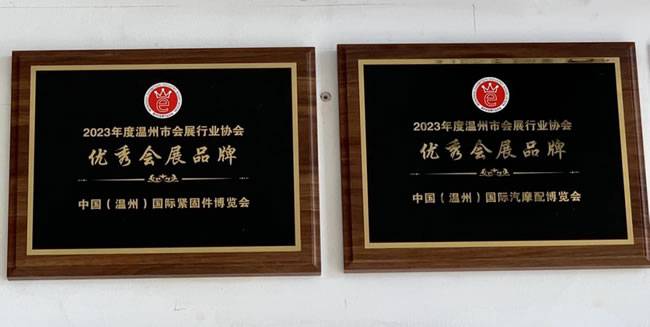 2023年度温州市会展行业协会
优秀会展品牌
中国（温州）国际紧固件博览会
2023年度温州市会展行业协会
优秀会展品牌
中国（温州）国际汽摩配博览会